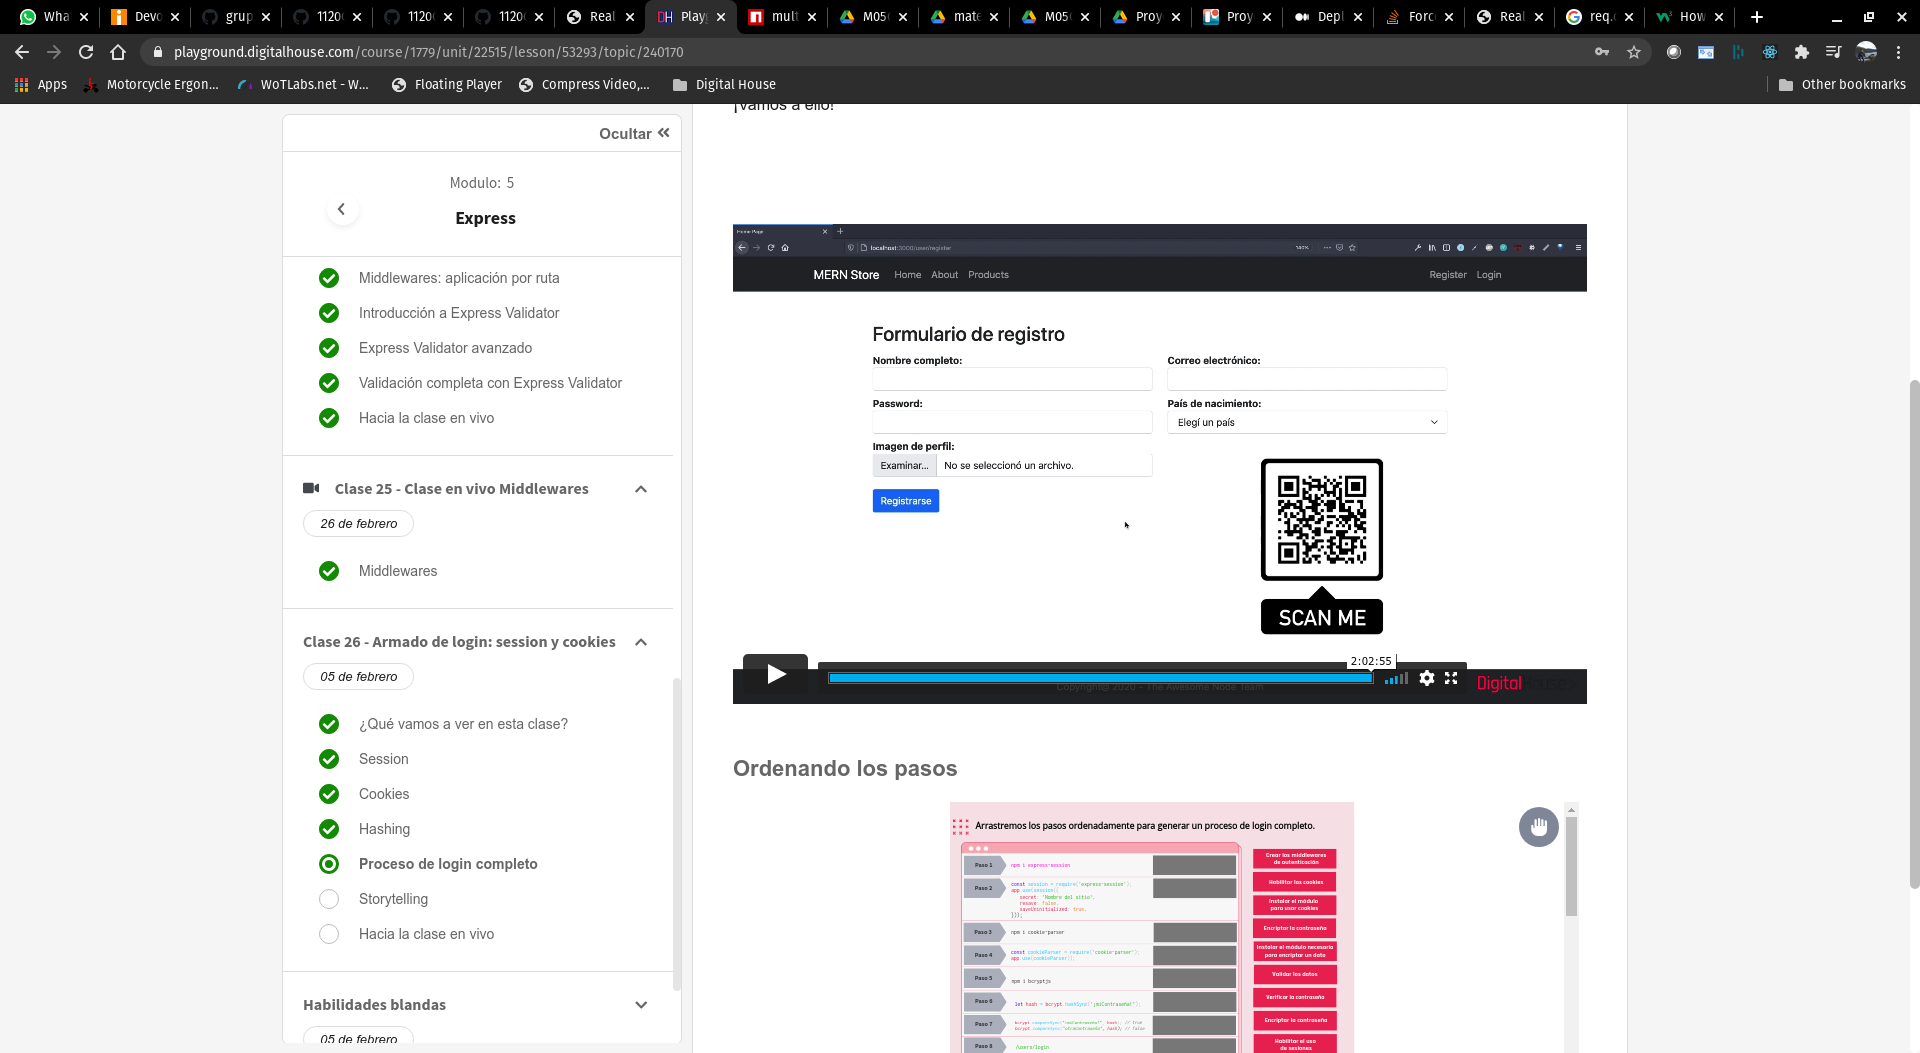 Wha
Devo
grup
1120
1120
1120
Real
Play
mult
M05
mate
M05
Proy
Proy
Depl
Forc
Real
req.
How
playground.digitalhouse.com/course/1779/unit/22515/lesson/53293/topic/240170
Apps
Motorcycle Ergon...
WoTLabs.net - W...
Floating Player
Compress Video,...
Digital House
Other bookmarks
¡Vamos a ello!
Ocultar
Modulo: 5
Express
Middlewares: aplicación por ruta
Introducción a Express Validator
Express Validator avanzado
Validación completa con Express Validator
Hacia la clase en vivo
Clase 25 - Clase en vivo Middlewares
26 de febrero
Middlewares
Clase 26 - Armado de login: session y cookies
05 de febrero
¿Qué vamos a ver en esta clase?
Session
Cookies
Hashing
Proceso de login completo
Storytelling
Hacia la clase en vivo
Habilidades blandas
05 de febrero
Home Page
localhost:3000/user/register
MERN Store
Home
About
Products
Register
Login
Formulario de registro
Nombre completo:
Correo electrónico:
Password:
País de nacimiento:
Elegí un país
Imagen de perfil:
Examinar...
No se seleccionó un archivo.
Registrarse
SCAN ME
2:02:55
Copyright@ 2020 - The Awesome Node Team
DigitalHouse
Ordenando los pasos
Arrastremos los pasos ordenadamente para generar un proceso de login completo.
Paso 1
npm i express-session
Paso 2
const session = require('express-session');
app.use(session({
secret: "Nombre del sitio",
resave: false,
saveUninitialized: true,
}));
Paso 3
npm i cookie-parser
Paso 4
const cookieParser = require('cookie-parser');
app.use(cookieParser());
Paso 5
npm i bcryptjs
Paso 6
let hash = bcrypt.hashSync('¡miContraseña!');
Paso 7
Paso 8
/users/login
Crear los middlewares
de autenticación
Habilitar las cookies
Instalar el módulo
para usar cookies
Encriptar la contraseña
Instalar el módulo necesario
para encriptar un dato
Validar los datos
Verificar la contraseña
Encriptar la contraseña
Habilitar el uso
de sesiones